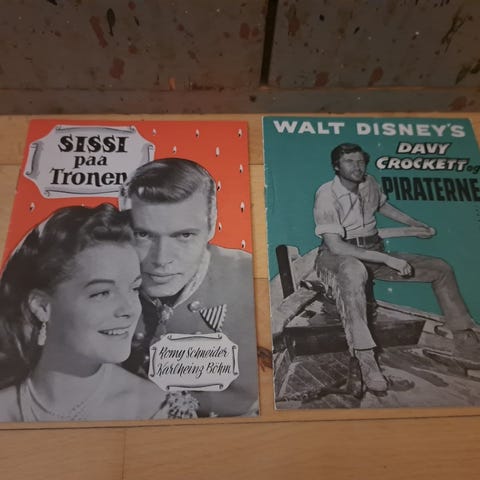 SISSI
paa
Tronen
Romy Schneider
Karlheinz Böhm
WALT DISNEY'S
DAVY
CROCKETT og
PIRATERNE